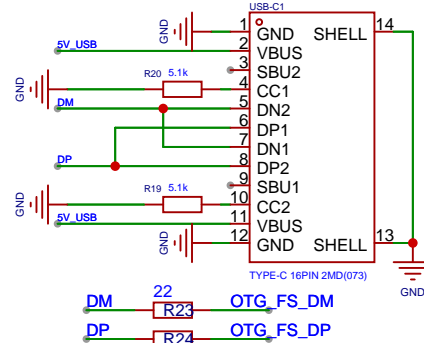 USB-C1
1 GND SHELL 14
5V_USB 2 VBUS
3 SBU2
GND R20 5.1k 4 CC1
DM 5 DN2
6 DP1
7 DN1
DP 8 DP2
9 SBU1
GND R19 5.1k 10 CC2
5V_USB 11 VBUS
GND 12 GND SHELL 13
GND
TYPE-C 16PIN 2MD(073)
GND
22
DM R23 OTG_FS_DM
DP R24 OTG_FS_DP